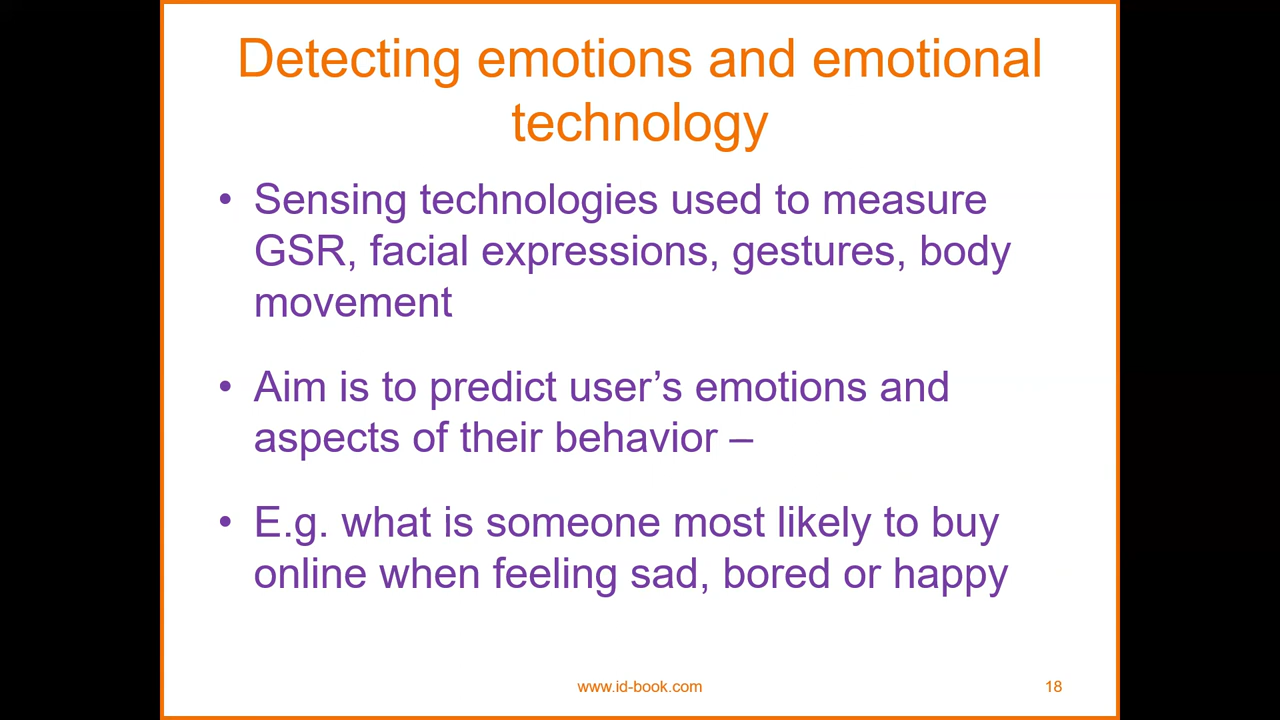 Detecting emotions and emotional
technology
• Sensing technologies used to measure
GSR, facial expressions, gestures, body
movement
• Aim is to predict user’s emotions and
aspects of their behavior –
• E.g. what is someone most likely to buy
online when feeling sad, bored or happy
www.id-book.com
18